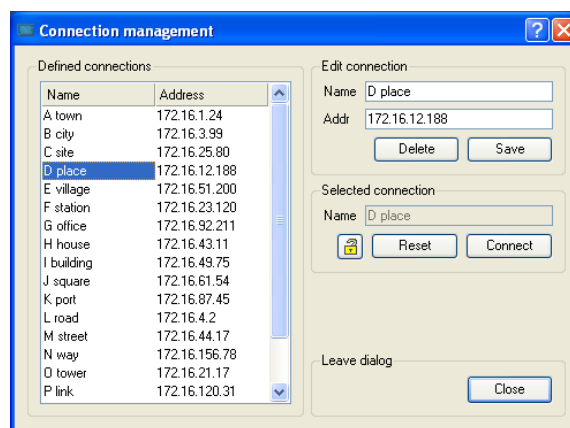 Connection management
Defined connections
Name Address
A town 172.16.1.24
B city 172.16.3.99
C site 172.16.25.80
D place 172.16.12.188
E village 172.16.51.200
F station 172.16.23.120
G office 172.16.92.211
H house 172.16.43.11
I building 172.16.49.75
J square 172.16.61.54
K port 172.16.87.45
L road 172.16.4.2
M street 172.16.44.17
N way 172.16.156.78
O tower 172.16.21.17
P link 172.16.120.31
Edit connection
Name D place
Addr 172.16.12.188
Delete Save
Selected connection
Name D place
Reset Connect
Leave dialog
Close